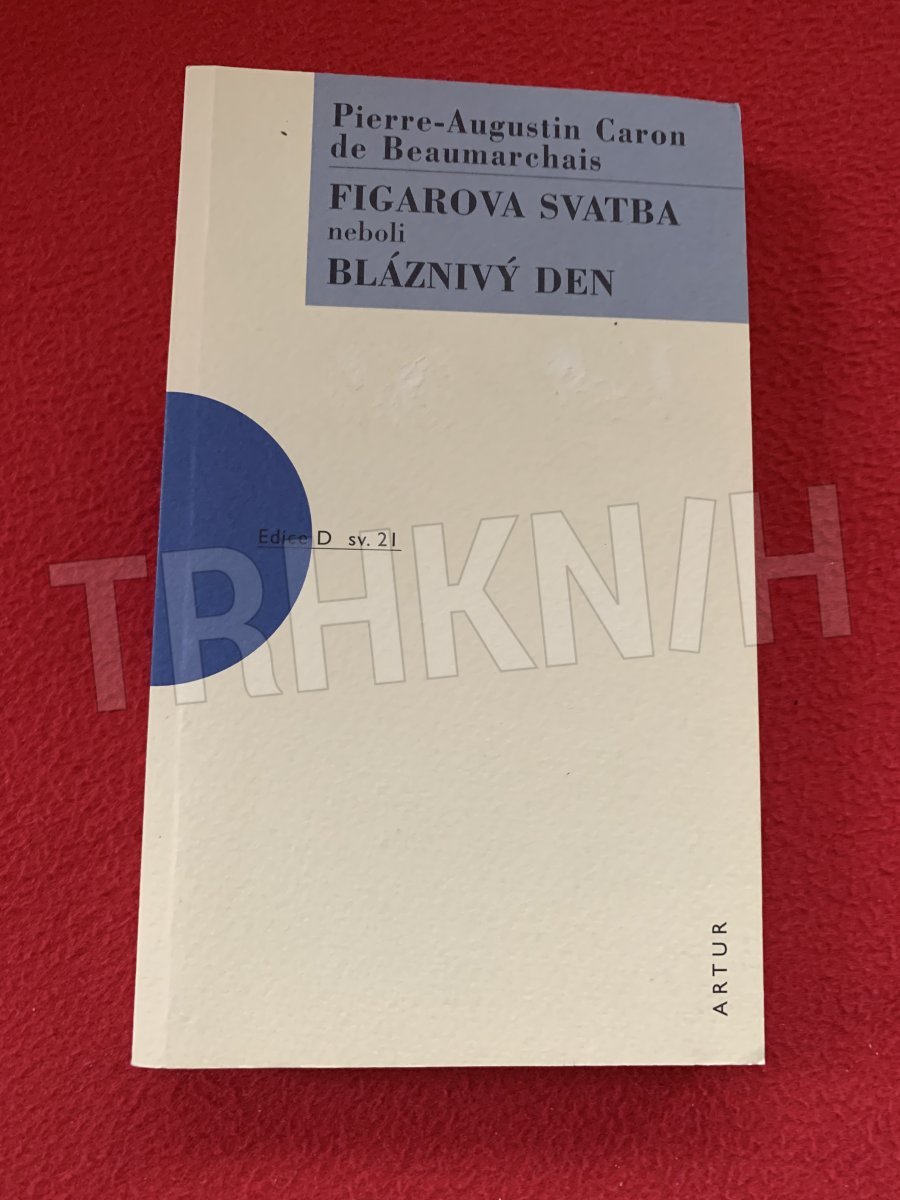 Pierre-Augustin Caron
de Beaumarchais
FIGAROVA SVATBA
neboli
BLÁZNIVÝ DEN
Edice D sv. 21
TRHKNIH
ARTUR